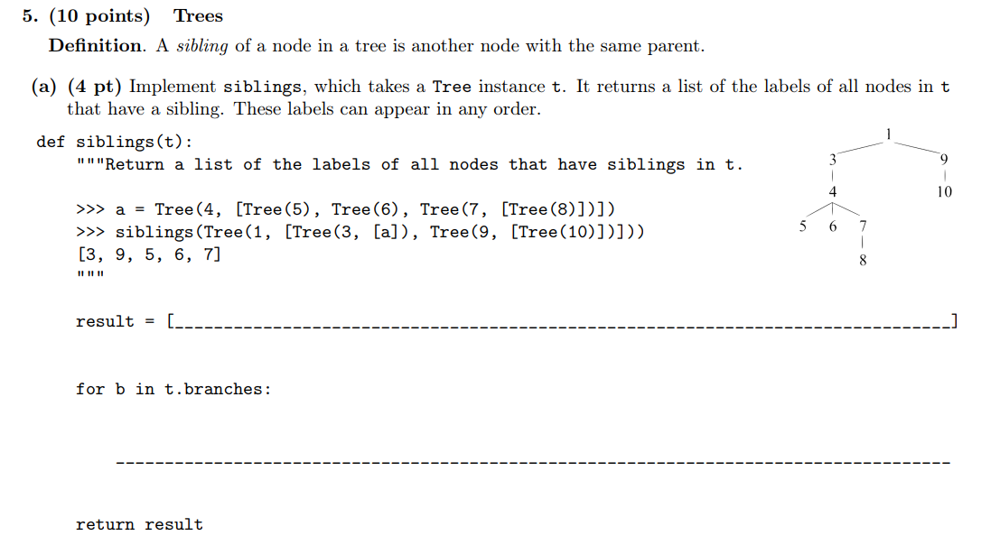 5. (10 points) Trees
Definition. A sibling of a node in a tree is another node with the same parent.
(a) (4 pt) Implement siblings, which takes a Tree instance t. It returns a list of the labels of all nodes in t
that have a sibling. These labels can appear in any order.
def siblings(t):
"""Return a list of the labels of all nodes that have siblings in t.
>>> a = Tree(4, [Tree(5), Tree(6), Tree(7, [Tree(8)])])
>>> siblings(Tree(1, [Tree(3, [a]), Tree(9, [Tree(10)])]))
[3, 9, 5, 6, 7]
"""
1
3 9
4 10
5 6 7
8
result = [_______________________________________________________________________________]
for b in t.branches:
_____________________________________________________________________________________
return result